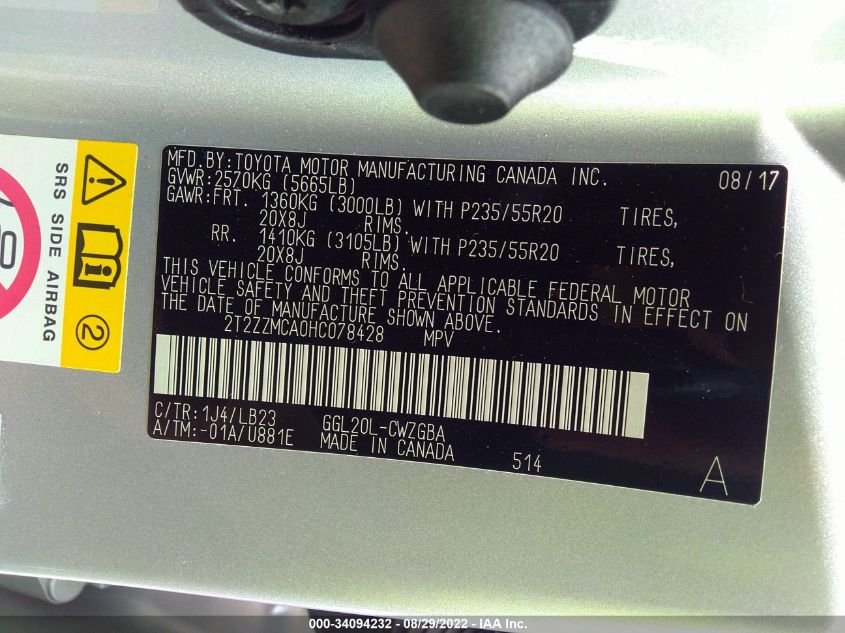 MFD.BY:TOYOTA MOTOR MANUFACTURING CANADA INC. 08/17
GVWR:2570KG (5665LB)
GAWR:FRT. 1360KG (3000LB) WITH P235/55R20 TIRES,
20X8J RIMS.
RR. 1410KG (3105LB) WITH P235/55R20 TIRES,
20X8J RIMS.
THIS VEHICLE CONFORMS TO ALL APPLICABLE FEDERAL MOTOR
VEHICLE SAFETY AND THEFT PREVENTION STANDARDS IN EFFECT ON
THE DATE OF MANUFACTURE SHOWN ABOVE.
2T2ZZMCA0HC078428 MPV
C/TR:1J4/LB23 GGL20L-CWZGBA
A/TM:-01A/U881E MADE IN CANADA
514
A
SRS SIDE AIRBAG
2
000-34094232 - 08/29/2022 - IAA Inc.